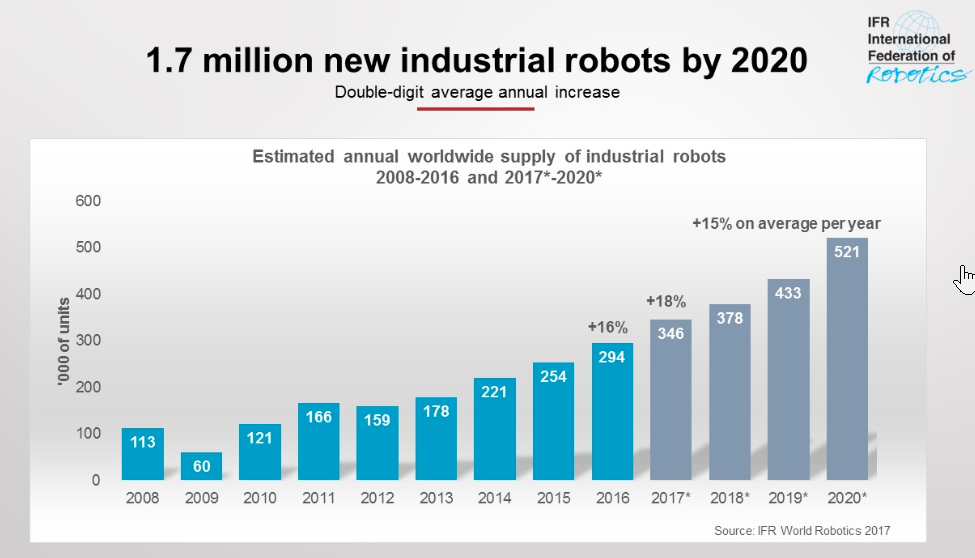 IFR
International
Federation of
Robotics
1.7 million new industrial robots by 2020
Double-digit average annual increase
Estimated annual worldwide supply of industrial robots
2008-2016 and 2017*-2020*
'000 of units
600
500
400
300
200
100
0
+16%
+18%
+15% on average per year
113
60
121
166
159
178
221
254
294
346
378
433
521
2008 2009 2010 2011 2012 2013 2014 2015 2016 2017* 2018* 2019* 2020*
Source: IFR World Robotics 2017